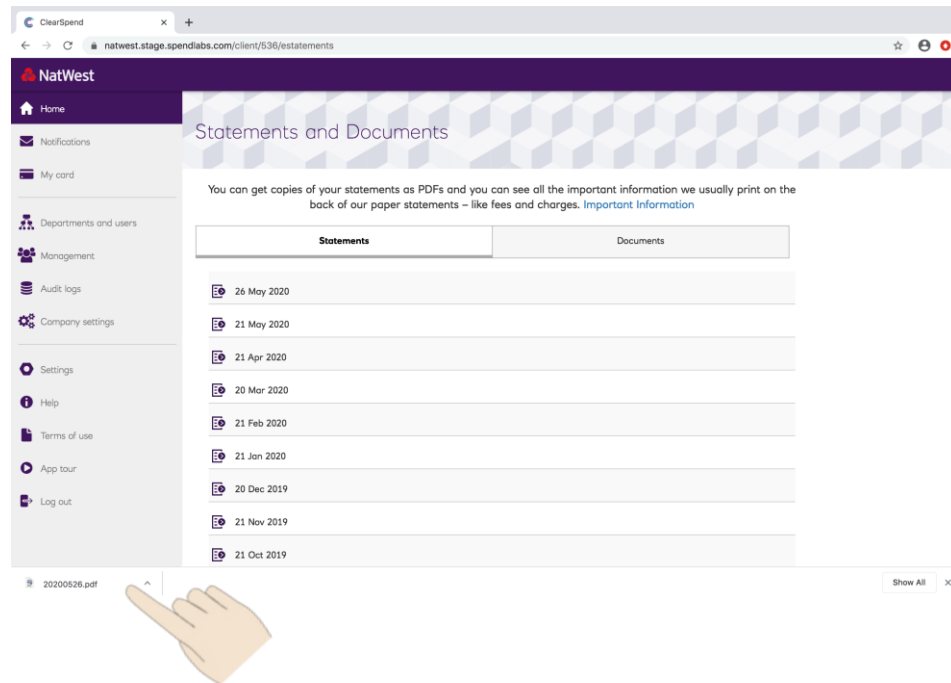 ClearSpend
natwest.stage.spendlabs.com/client/536/estatements
NatWest
Home
Notifications
My card
Departments and users
Management
Audit logs
Company settings
Settings
Help
Terms of use
App tour
Log out
Statements and Documents
You can get copies of your statements as PDFs and you can see all the important information we usually print on the
back of our paper statements – like fees and charges. Important Information
Statements
Documents
26 May 2020
21 May 2020
21 Apr 2020
20 Mar 2020
21 Feb 2020
21 Jan 2020
20 Dec 2019
21 Nov 2019
21 Oct 2019
20200526.pdf
Show All